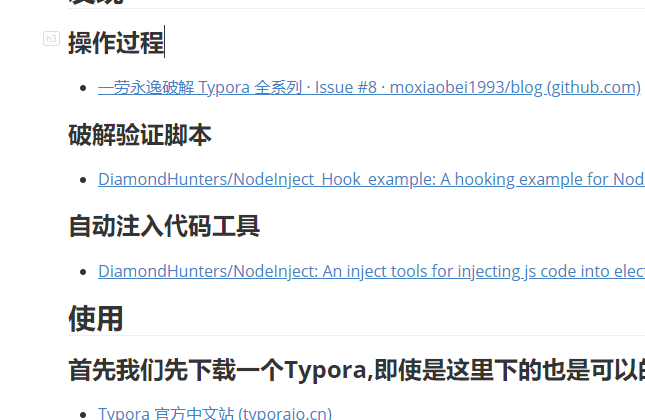 h3
操作过程
一劳永逸破解 Typora 全系列 · Issue #8 · moxiaobei1993/blog (github.com)
破解验证脚本
DiamondHunters/NodeInject_Hook_example: A hooking example for Nod
自动注入代码工具
DiamondHunters/NodeInject: An inject tools for injecting js code into elec
使用
首先我们先下载一个Typora,即使是这里下的也是可以的
Typora 官方中文站 (typoraio.cn)